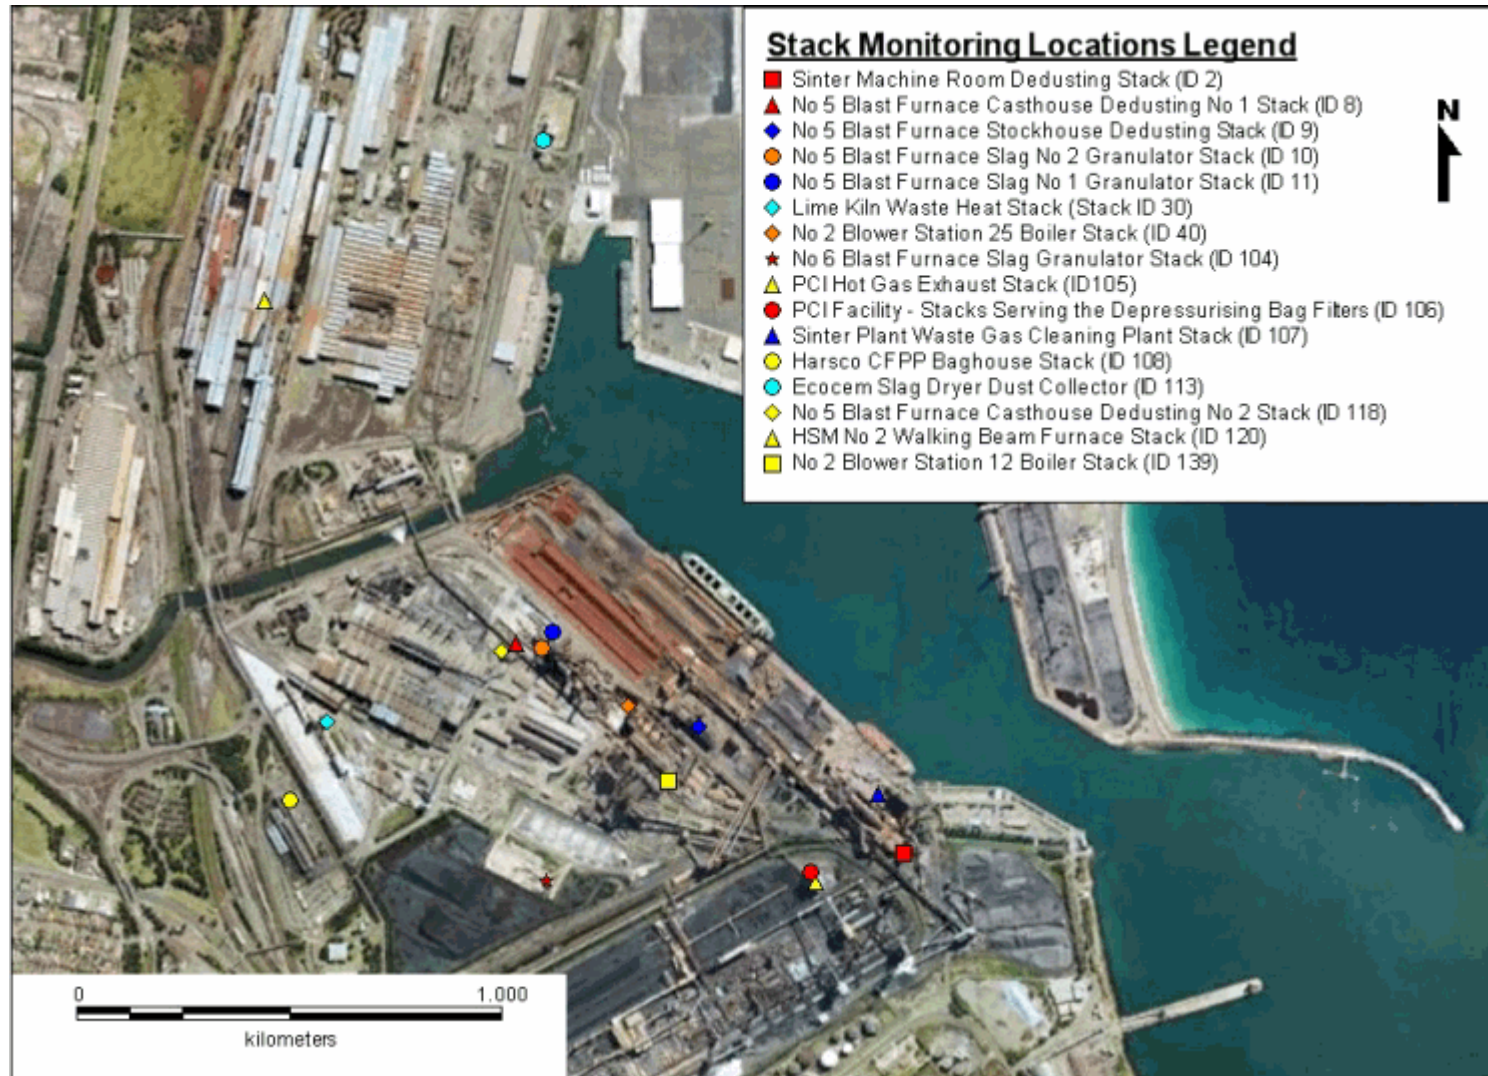 Stack Monitoring Locations Legend
Sinter Machine Room Dedusting Stack (ID 2)
No 5 Blast Furnace Casthouse Dedusting No 1 Stack (ID 8)
No 5 Blast Furnace Stockhouse Dedusting Stack (ID 9)
No 5 Blast Furnace Slag No 2 Granulator Stack (ID 10)
No 5 Blast Furnace Slag No 1 Granulator Stack (ID 11)
Lime Kiln Waste Heat Stack (Stack ID 30)
No 2 Blower Station 25 Boiler Stack (ID 40)
No 6 Blast Furnace Slag Granulator Stack (ID 104)
PCI Hot Gas Exhaust Stack (ID105)
PCI Facility - Stacks Serving the Depressurising Bag Filters (ID 106)
Sinter Plant Waste Gas Cleaning Plant Stack (ID 107)
Harsco CFPP Baghouse Stack (ID 108)
Ecocem Slag Dryer Dust Collector (ID 113)
No 5 Blast Furnace Casthouse Dedusting No 2 Stack (ID 118)
HSM No 2 Walking Beam Furnace Stack (ID 120)
No 2 Blower Station 12 Boiler Stack (ID 139)
N
0 1,000
kilometers